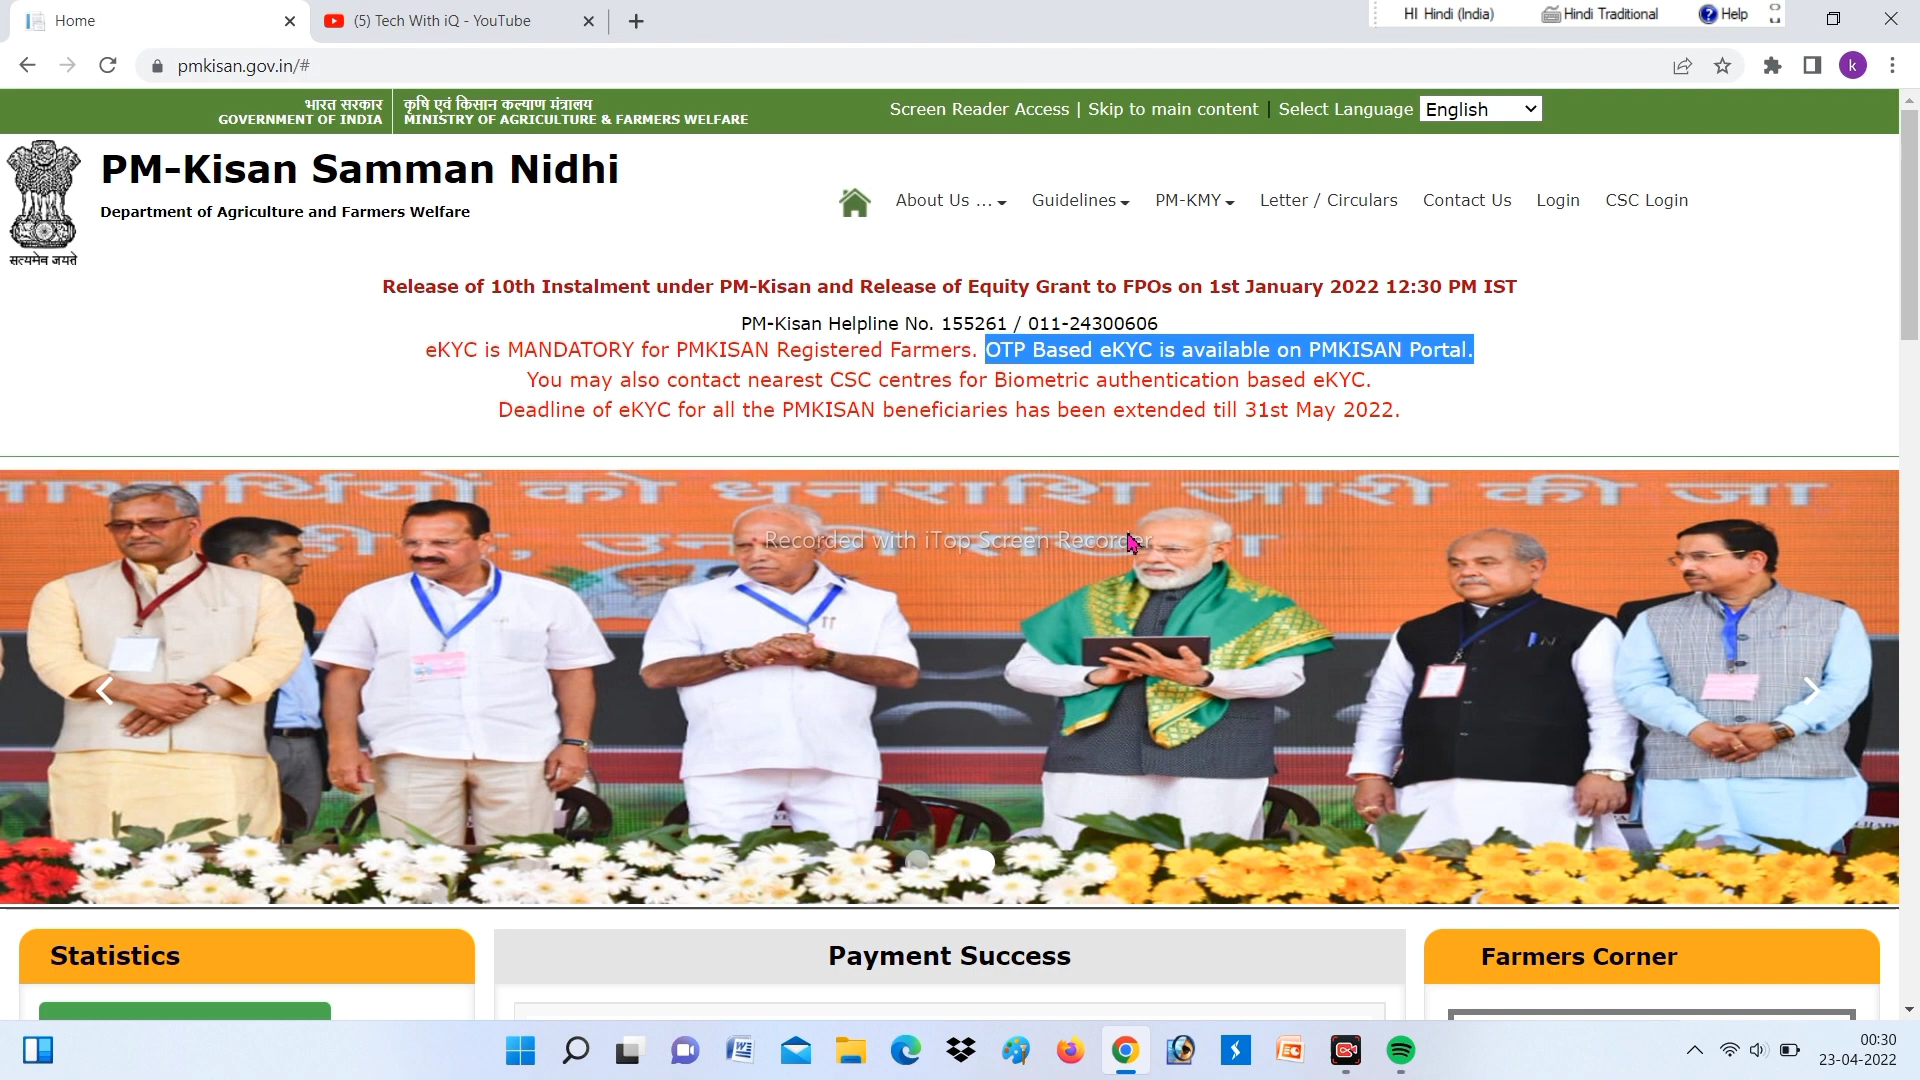 Home
(5) Tech With iQ - YouTube
HI Hindi (India)
Hindi Traditional
Help
pmkisan.gov.in/#
k
भारत सरकार
GOVERNMENT OF INDIA
कृषि एवं किसान कल्याण मंत्रालय
MINISTRY OF AGRICULTURE & FARMERS WELFARE
Screen Reader Access | Skip to main content | Select Language English
PM-Kisan Samman Nidhi
Department of Agriculture and Farmers Welfare
सत्यमेव जयते
About Us ... Guidelines PM-KMY Letter / Circulars Contact Us Login CSC Login
Release of 10th Instalment under PM-Kisan and Release of Equity Grant to FPOs on 1st January 2022 12:30 PM IST
PM-Kisan Helpline No. 155261 / 011-24300606
eKYC is MANDATORY for PMKISAN Registered Farmers. OTP Based eKYC is available on PMKISAN Portal.
You may also contact nearest CSC centres for Biometric authentication based eKYC.
Deadline of eKYC for all the PMKISAN beneficiaries has been extended till 31st May 2022.
को धनराशि जारी की जा
Recorded with iTop Screen Recorder
Statistics
Payment Success
Farmers Corner
00:30
23-04-2022